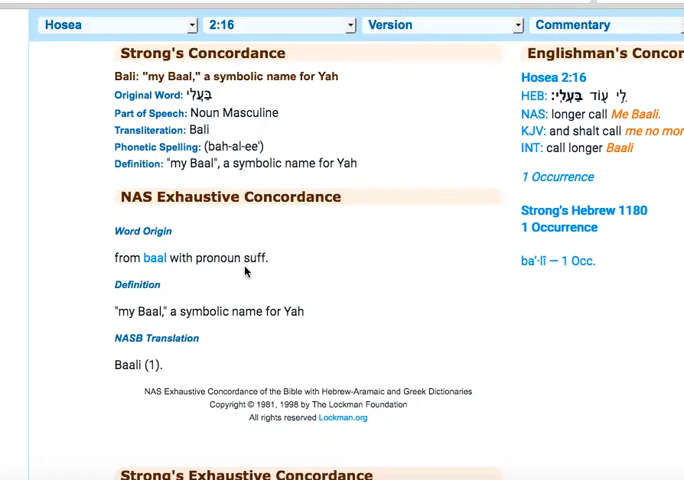 Hosea 2:16 Version Commentary
Strong's Concordance
Bali: "my Baal," a symbolic name for Yah
Original Word: בַּעֲלִי
Part of Speech: Noun Masculine
Transliteration: Bali
Phonetic Spelling: (bah-al-ee')
Definition: "my Baal", a symbolic name for Yah
NAS Exhaustive Concordance
Word Origin
from baal with pronoun suff.
Definition
"my Baal," a symbolic name for Yah
NASB Translation
Baali (1).
NAS Exhaustive Concordance of the Bible with Hebrew-Aramaic and Greek Dictionaries
Copyright © 1981, 1998 by The Lockman Foundation
All rights reserved Lockman.org
Strong's Exhaustive Concordance
Englishman's Concor
Hosea 2:16
HEB: לִ֥י ע֖וֹד בַּעְלִֽי׃
NAS: longer call Me Baali.
KJV: and shalt call me no mor
INT: call longer Baali
1 Occurrence
Strong's Hebrew 1180
1 Occurrence
ba‘·lî — 1 Occ.